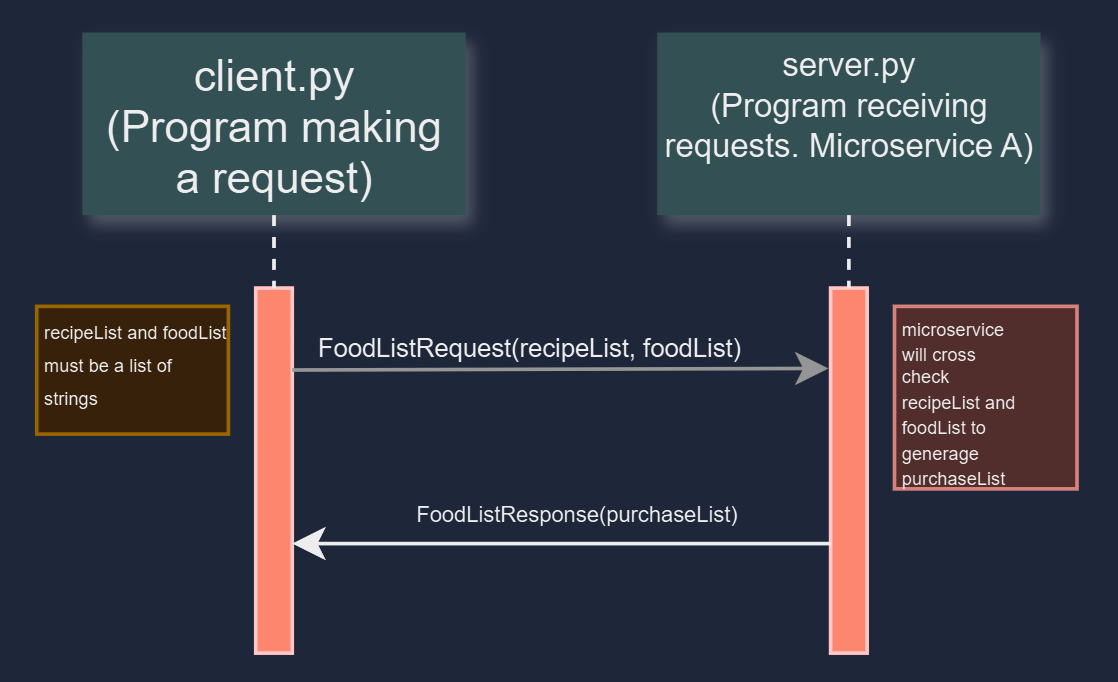 client.py
(Program making
a request)
server.py
(Program receiving
requests. Microservice A)
recipeList and foodList
must be a list of
strings
FoodListRequest(recipeList, foodList)
microservice
will cross
check
recipeList and
foodList to
generage
purchaseList
FoodListResponse(purchaseList)